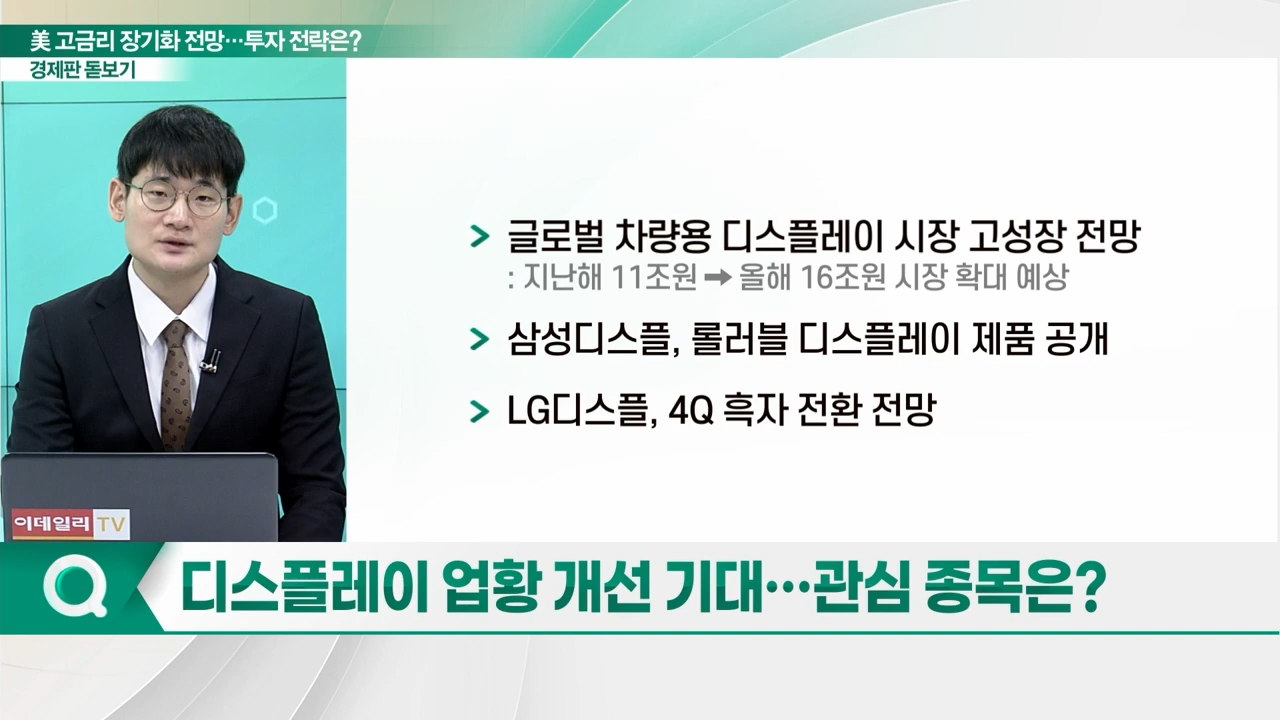 美 고금리 장기화 전망…투자 전략은?
경제판 돋보기
> 글로벌 차량용 디스플레이 시장 고성장 전망
: 지난해 11조원 ➡ 올해 16조원 시장 확대 예상
> 삼성디스플, 롤러블 디스플레이 제품 공개
> LG디스플, 4Q 흑자 전환 전망
이데일리 TV
Q 디스플레이 업황 개선 기대…관심 종목은?